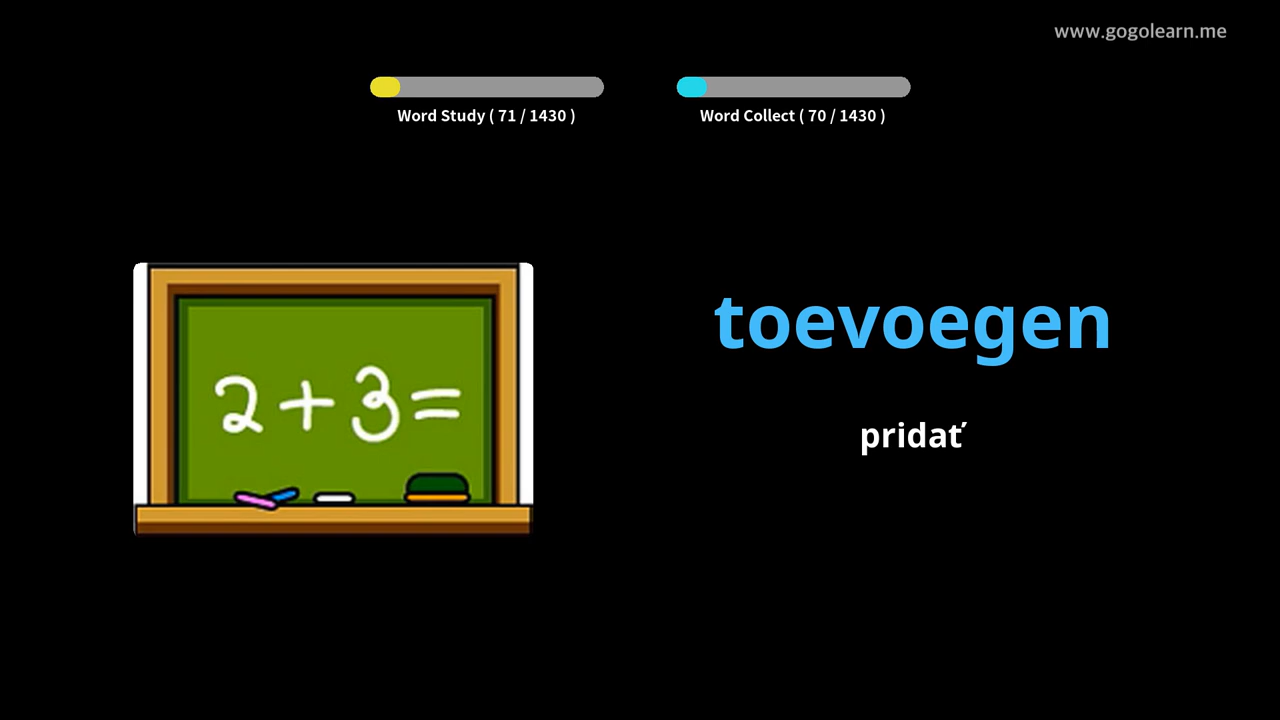 www.gogolearn.me
Word Study ( 71 / 1430 )
Word Collect ( 70 / 1430 )
2 + 3 =
toevoegen
pridať